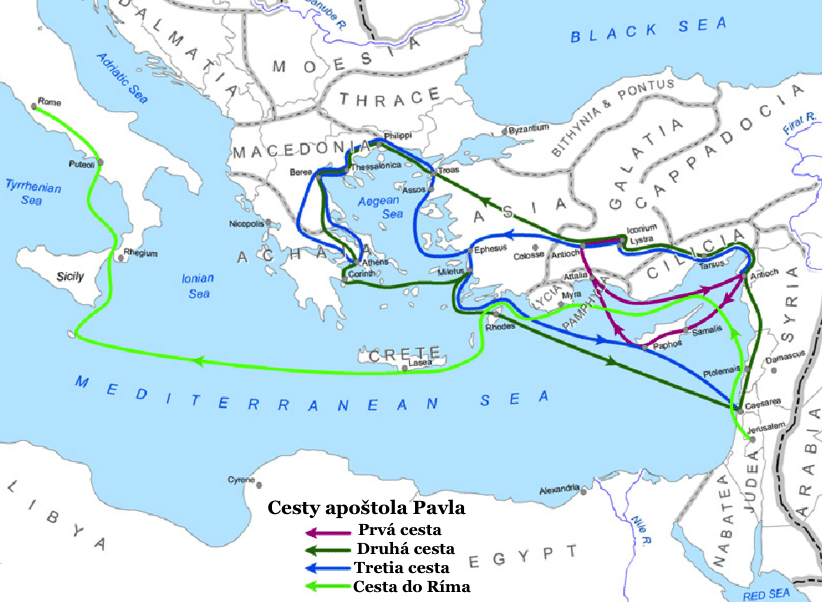 Danube R.
BLACK SEA
DALMATIA
MOESIA
Adriatic Sea
THRACE
BITHYNIA & PONTUS
Firat R.
Rome
Philippi
Byzantium
GALATIA
CAPPADOCIA
MACEDONIA
Puteoli
Berea
Thessalonica
Troas
Assos
Tyrrhenian
Sea
Aegean
Sea
ASIA
Nicopolis
Iconium
Lystra
ACHAIA
Ephesus
Colosse
Antioch
CILICIA
Rhegium
Athens
Tarsus
Sicily
Ionian
Sea
Corinth
Miletus
Attalia
Antioch
LYCIA
Myra
PAMPHYLIA
SYRIA
Rhodes
Samalis
Paphos
CRETE
Lasea
Ptolemais
Damascus
MEDITERRANEAN SEA
Caesarea
Jerusalem
LIBYA
Cyrene
Alexandria
JUDEA
NABATEA
ARABIA
Nile R.
EGYPT
RED SEA
Cesty apoštola Pavla
Prvá cesta
Druhá cesta
Tretia cesta
Cesta do Ríma